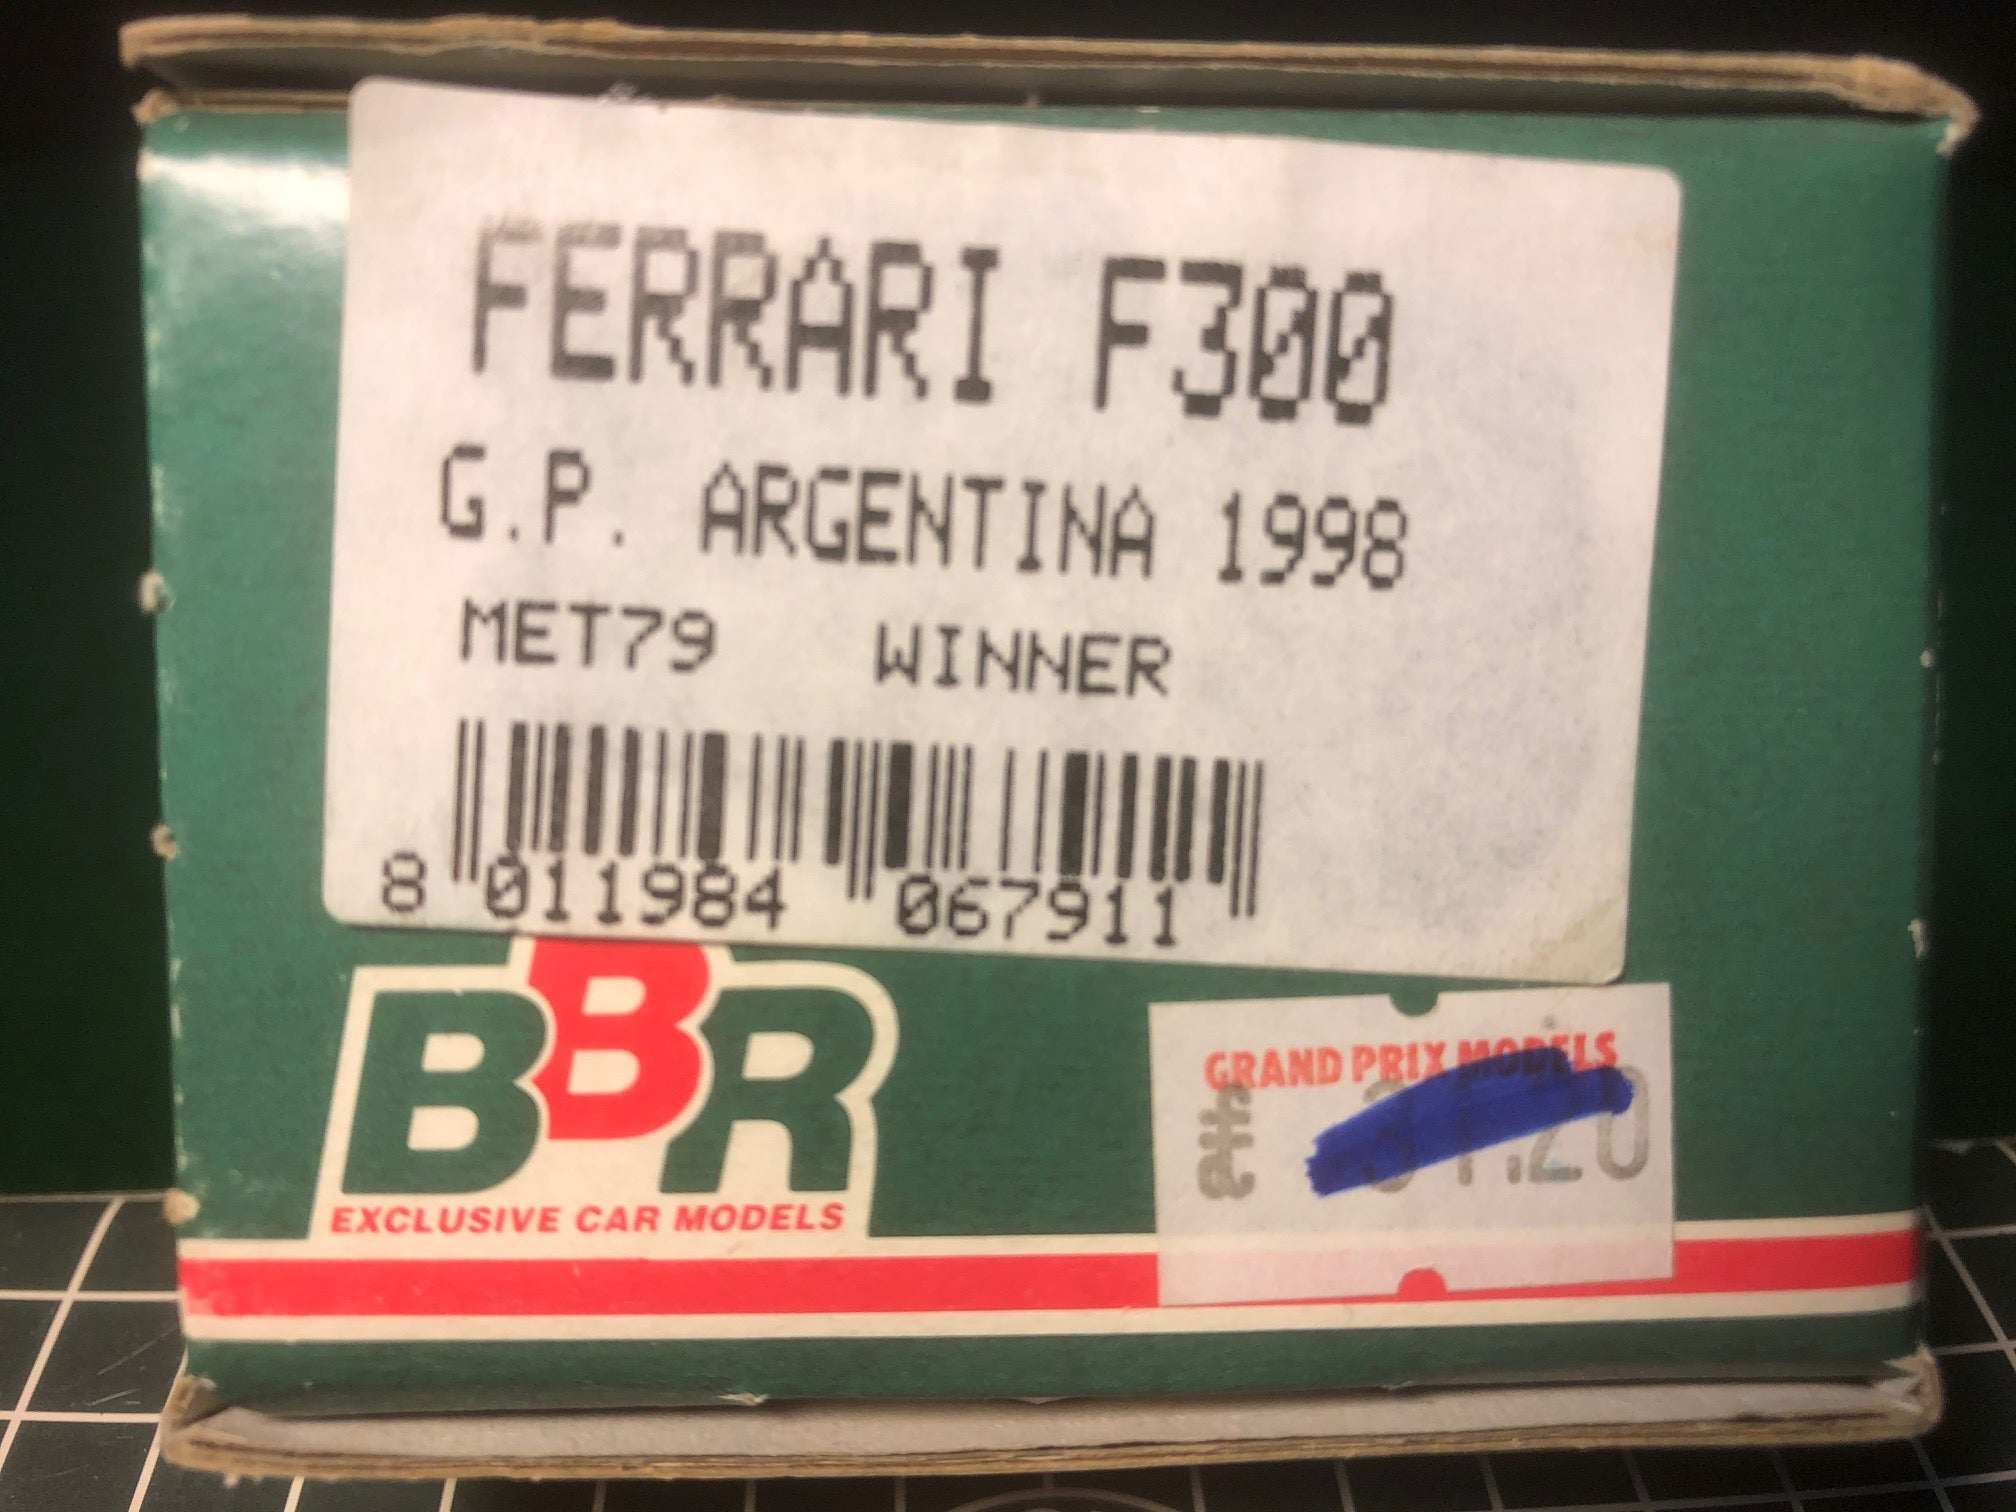 FERRARI F300
G.P. ARGENTINA 1998
MET79 WINNER
8 011984 067911
BBR
EXCLUSIVE CAR MODELS
GRAND PRIX MODELS